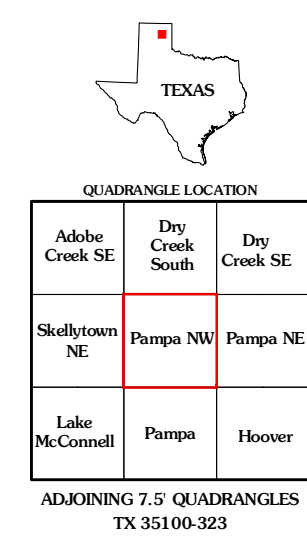 TEXAS
QUADRANGLE LOCATION
Adobe
Creek SE
Dry
Creek
South
Dry
Creek SE
Skellytown
NE
Pampa NW
Pampa NE
Lake
McConnell
Pampa
Hoover
ADJOINING 7.5' QUADRANGLES
TX 35100-323